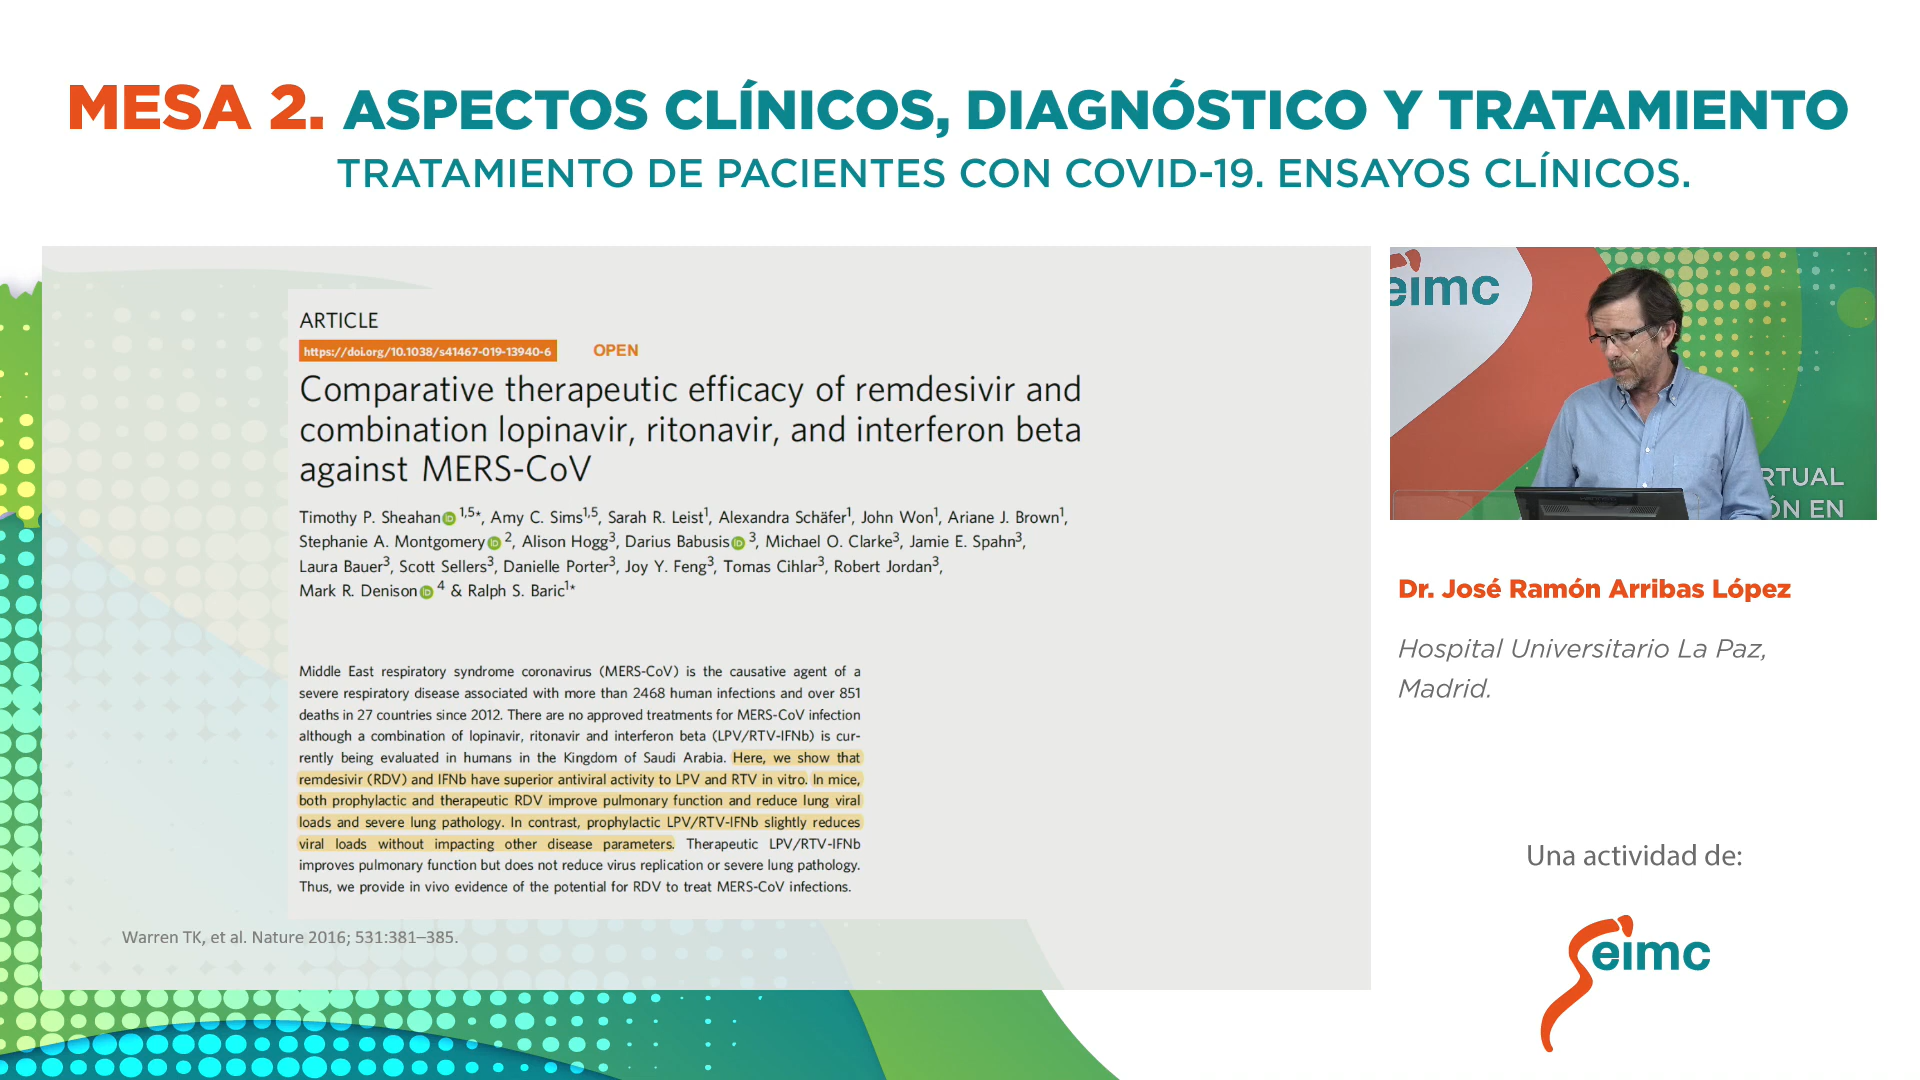 MESA 2. ASPECTOS CLÍNICOS, DIAGNÓSTICO Y TRATAMIENTO
TRATAMIENTO DE PACIENTES CON COVID-19. ENSAYOS CLÍNICOS.
ARTICLE
https://doi.org/10.1038/s41467-019-13940-6 OPEN
Comparative therapeutic efficacy of remdesivir and
combination lopinavir, ritonavir, and interferon beta
against MERS-CoV
Timothy P. Sheahan iD 1,5*, Amy C. Sims1,5, Sarah R. Leist1, Alexandra Schäfer1, John Won1, Ariane J. Brown1,
Stephanie A. Montgomery iD 2, Alison Hogg3, Darius Babusis iD 3, Michael O. Clarke3, Jamie E. Spahn3,
Laura Bauer3, Scott Sellers3, Danielle Porter3, Joy Y. Feng3, Tomas Cihlar3, Robert Jordan3,
Mark R. Denison iD 4 & Ralph S. Baric1*
Middle East respiratory syndrome coronavirus (MERS-CoV) is the causative agent of a
severe respiratory disease associated with more than 2468 human infections and over 851
deaths in 27 countries since 2012. There are no approved treatments for MERS-CoV infection
although a combination of lopinavir, ritonavir and interferon beta (LPV/RTV-IFNb) is cur-
rently being evaluated in humans in the Kingdom of Saudi Arabia. Here, we show that
remdesivir (RDV) and IFNb have superior antiviral activity to LPV and RTV in vitro. In mice,
both prophylactic and therapeutic RDV improve pulmonary function and reduce lung viral
loads and severe lung pathology. In contrast, prophylactic LPV/RTV-IFNb slightly reduces
viral loads without impacting other disease parameters. Therapeutic LPV/RTV-IFNb
improves pulmonary function but does not reduce virus replication or severe lung pathology.
Thus, we provide in vivo evidence of the potential for RDV to treat MERS-CoV infections.
Warren TK, et al. Nature 2016; 531:381–385.
eimc
RTUAL
ÓN EN
Dr. José Ramón Arribas López
Hospital Universitario La Paz,
Madrid.
Una actividad de:
Seimc